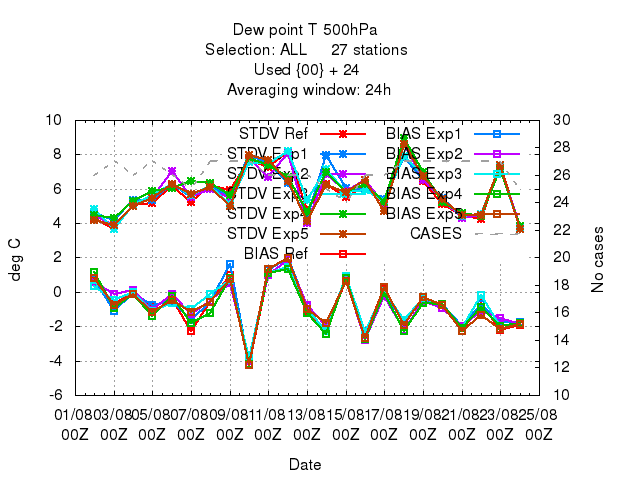 Dew point T 500hPa
Selection: ALL     27 stations
Used {00} + 24
Averaging window: 24h
10 30
8 28
6 26
4 24
2 22
0 20
-2 18
-4 16
-6 14
12
10
deg C
No cases
STDV Ref
STDV Exp1
STDV Exp2
STDV Exp3
STDV Exp4
STDV Exp5
BIAS Ref
BIAS Exp1
BIAS Exp2
BIAS Exp3
BIAS Exp4
BIAS Exp5
CASES
01/08 03/08 05/08 07/08 09/08 11/08 13/08 15/08 17/08 19/08 21/08 23/08 25/08
00Z 00Z 00Z 00Z 00Z 00Z 00Z 00Z 00Z 00Z 00Z 00Z 00Z
Date